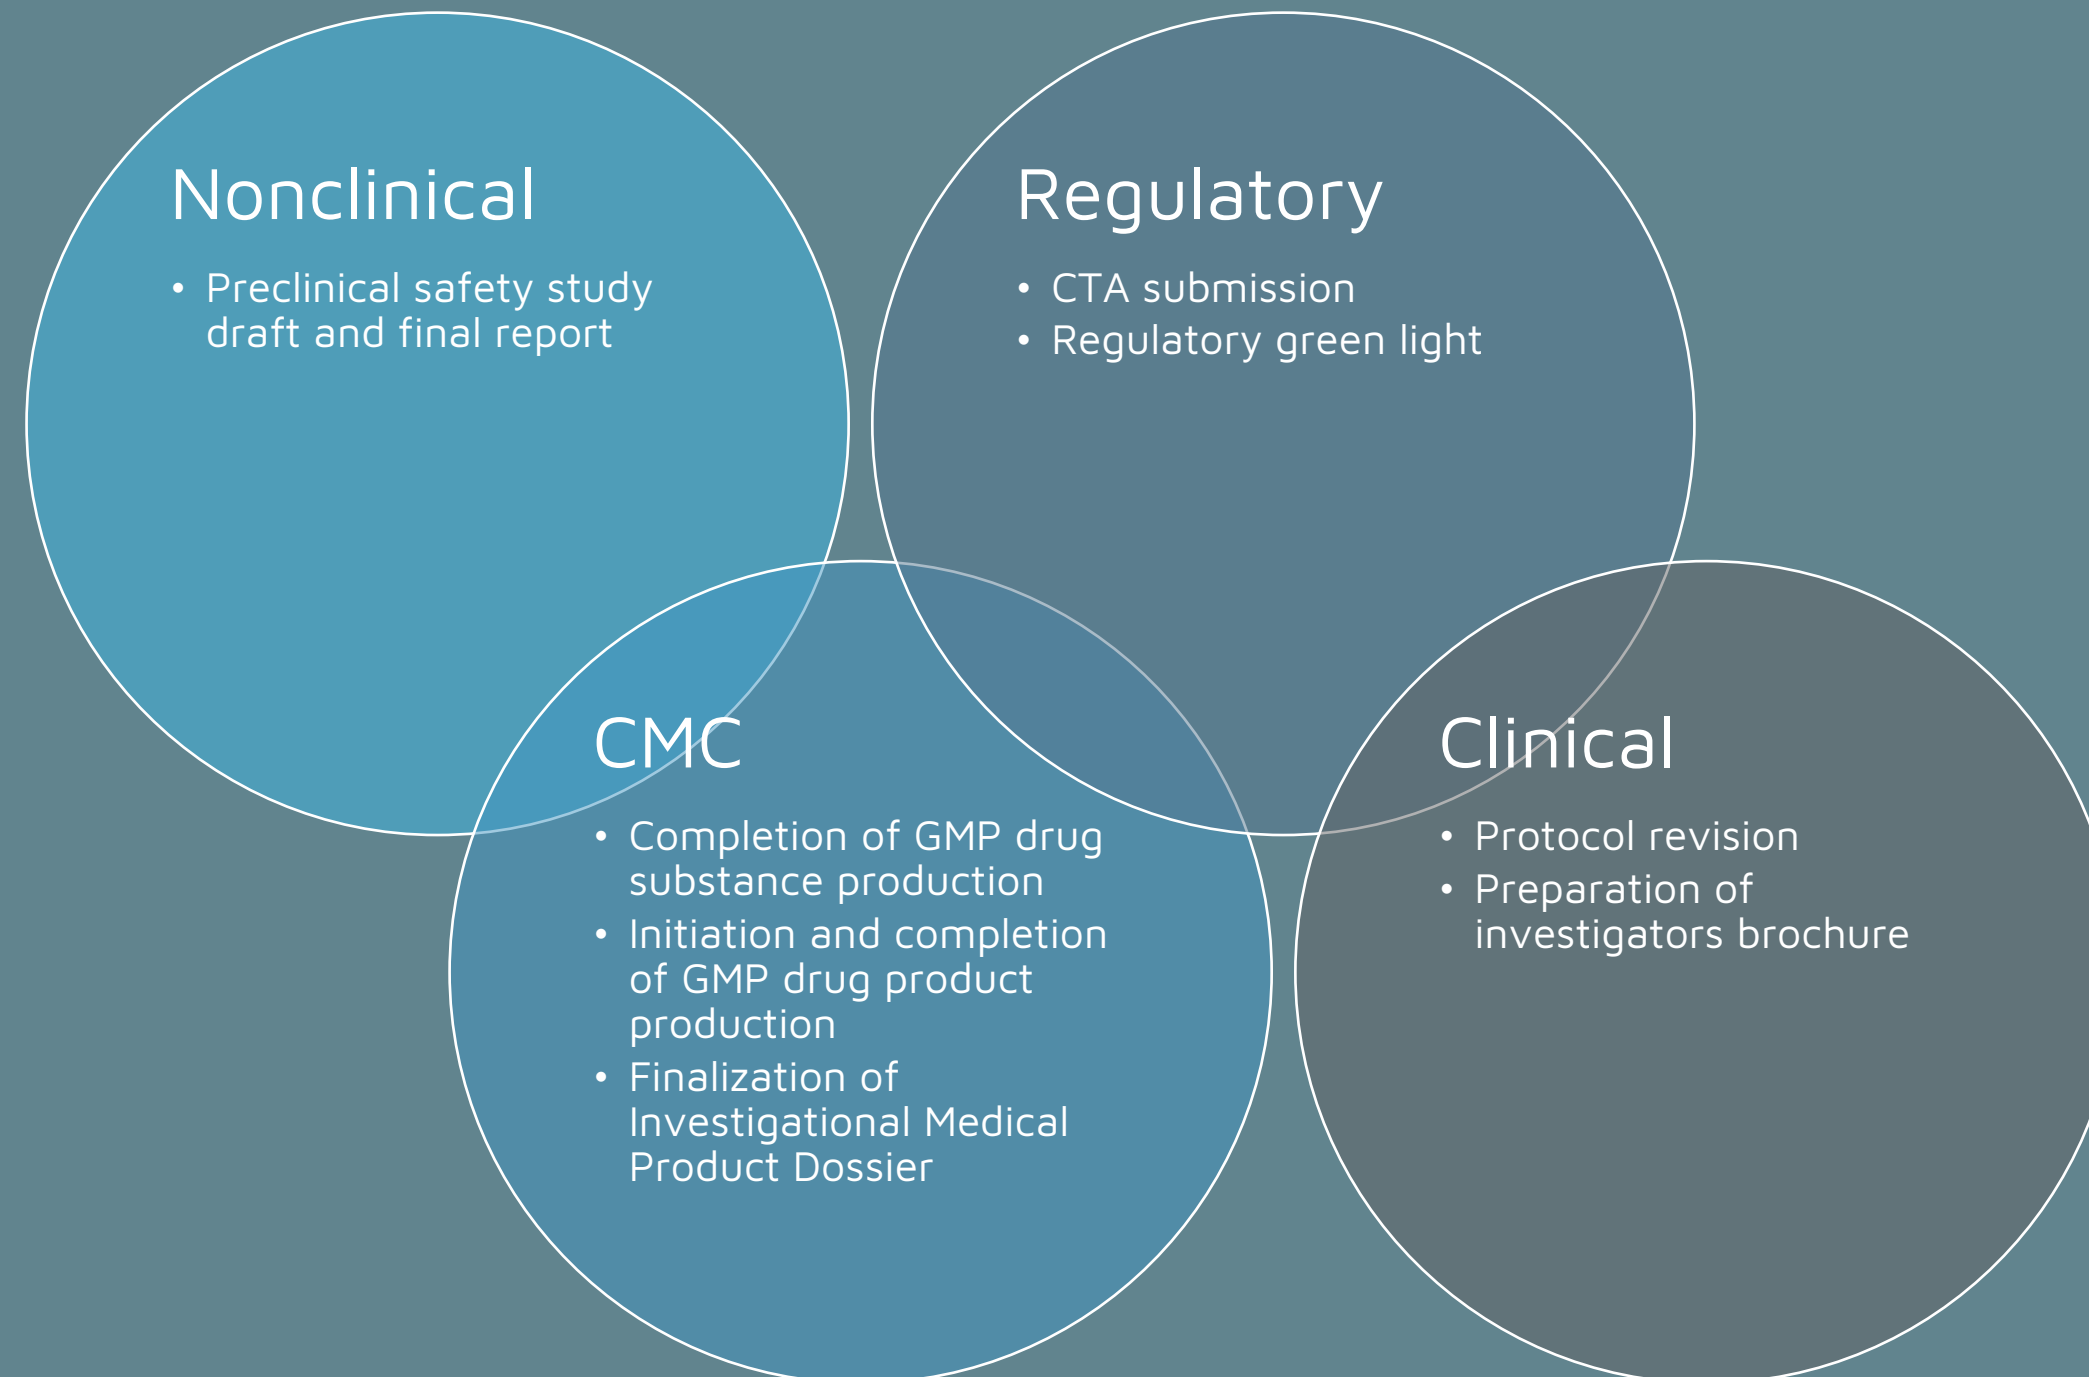 Nonclinical
• Preclinical safety study
draft and final report
Regulatory
• CTA submission
• Regulatory green light
CMC
• Completion of GMP drug
substance production
• Initiation and completion
of GMP drug product
production
• Finalization of
Investigational Medical
Product Dossier
Clinical
• Protocol revision
• Preparation of
investigators brochure